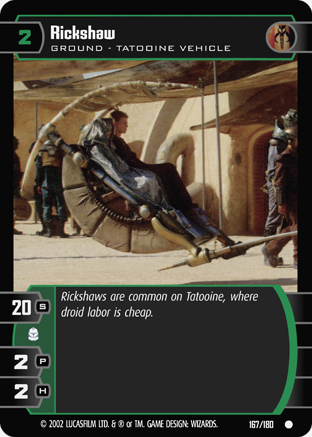 2 Rickshaw
GROUND - TATOOINE VEHICLE
20 S
Rickshaws are common on Tatooine, where
droid labor is cheap.
2 P
2 H
© 2002 LUCASFILM LTD. & ® or TM. GAME DESIGN: WIZARDS. 167/180